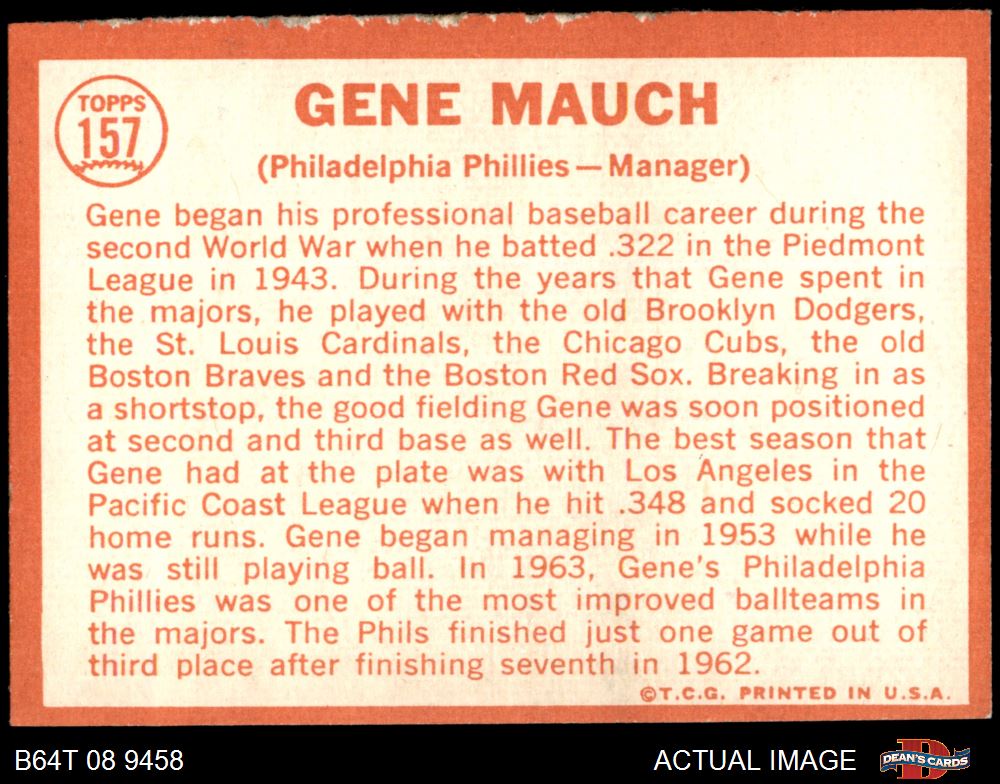 TOPPS
157
GENE MAUCH
(Philadelphia Phillies — Manager)
Gene began his professional baseball career during the
second World War when he batted .322 in the Piedmont
League in 1943. During the years that Gene spent in
the majors, he played with the old Brooklyn Dodgers,
the St. Louis Cardinals, the Chicago Cubs, the old
Boston Braves and the Boston Red Sox. Breaking in as
a shortstop, the good fielding Gene was soon positioned
at second and third base as well. The best season that
Gene had at the plate was with Los Angeles in the
Pacific Coast League when he hit .348 and socked 20
home runs. Gene began managing in 1953 while he
was still playing ball. In 1963, Gene's Philadelphia
Phillies was one of the most improved ballteams in
the majors. The Phils finished just one game out of
third place after finishing seventh in 1962.
©T.C.G. PRINTED IN U.S.A.
B64T 08 9458
ACTUAL IMAGE
D
DEAN'S CARDS